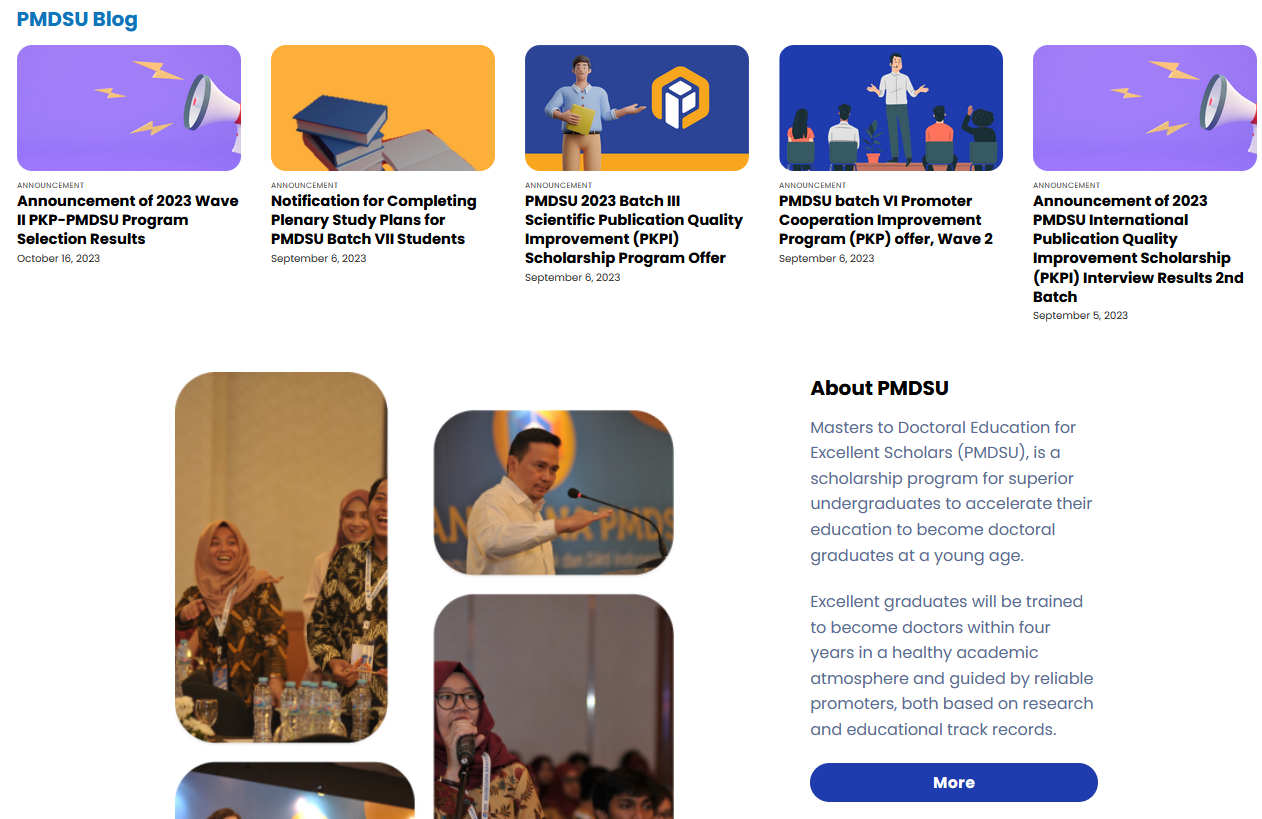 PMDSU Blog
ANNOUNCEMENT
Announcement of 2023 Wave
II PKP-PMDSU Program
Selection Results
October 16, 2023
ANNOUNCEMENT
Notification for Completing
Plenary Study Plans for
PMDSU Batch VII Students
September 6, 2023
ANNOUNCEMENT
PMDSU 2023 Batch III
Scientific Publication Quality
Improvement (PKPI)
Scholarship Program Offer
September 6, 2023
ANNOUNCEMENT
PMDSU batch VI Promoter
Cooperation Improvement
Program (PKP) offer, Wave 2
September 6, 2023
ANNOUNCEMENT
Announcement of 2023
PMDSU International
Publication Quality
Improvement Scholarship
(PKPI) Interview Results 2nd
Batch
September 5, 2023
About PMDSU
Masters to Doctoral Education for
Excellent Scholars (PMDSU), is a
scholarship program for superior
undergraduates to accelerate their
education to become doctoral
graduates at a young age.
Excellent graduates will be trained
to become doctors within four
years in a healthy academic
atmosphere and guided by reliable
promoters, both based on research
and educational track records.
More